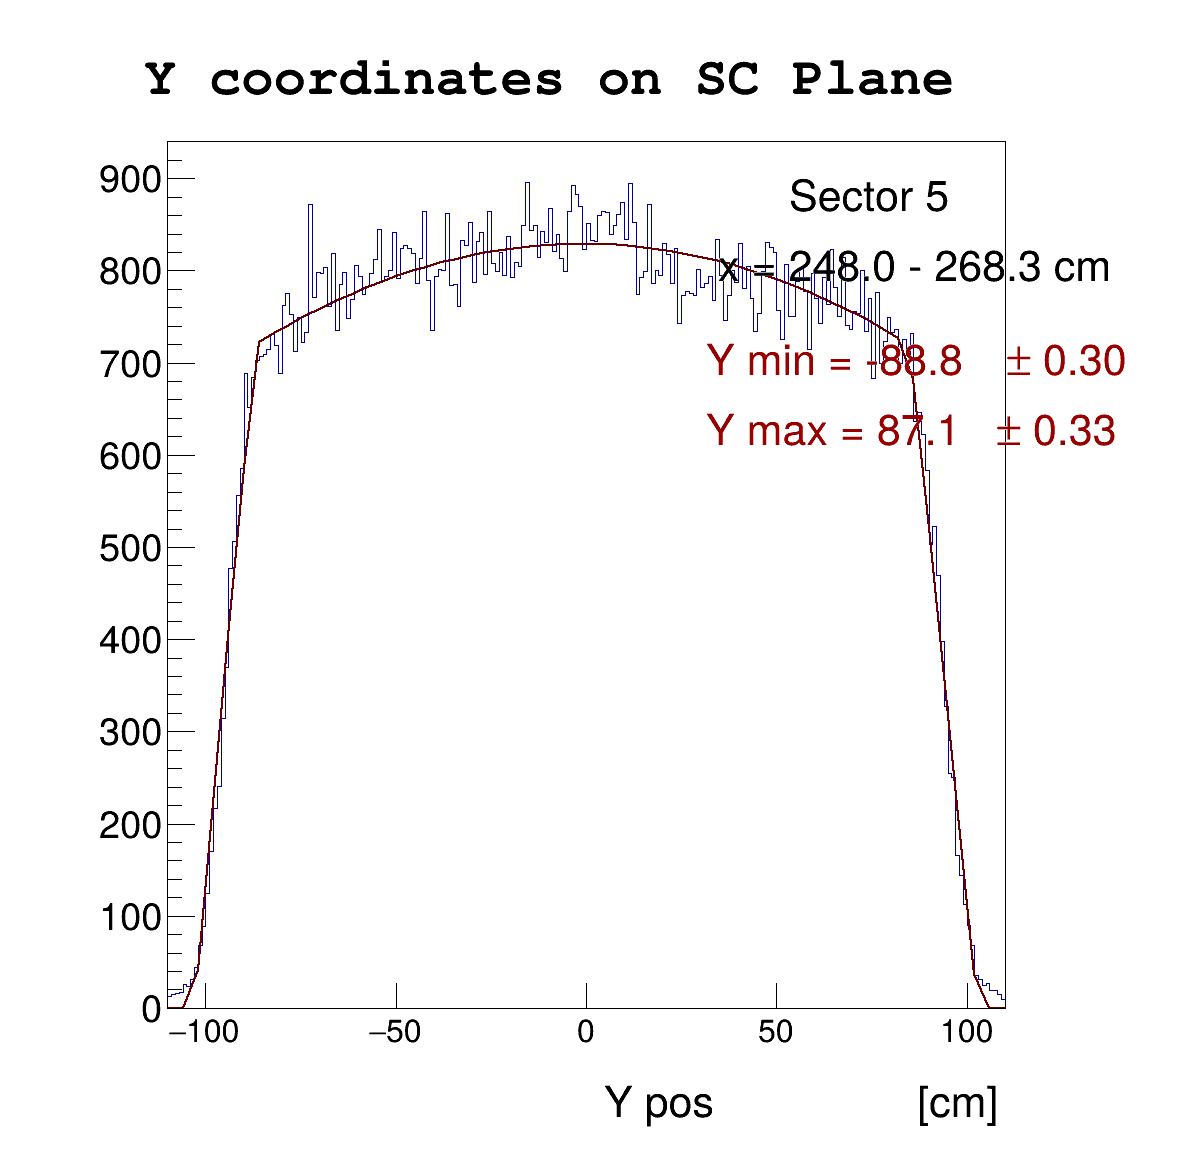 Y coordinates on SC Plane
Sector 5
x = 248.0 - 268.3 cm
Y min = -88.8 ± 0.30
Y max = 87.1 ± 0.33
900
800
700
600
500
400
300
200
100
0
−100 −50 0 50 100
Y pos [cm]